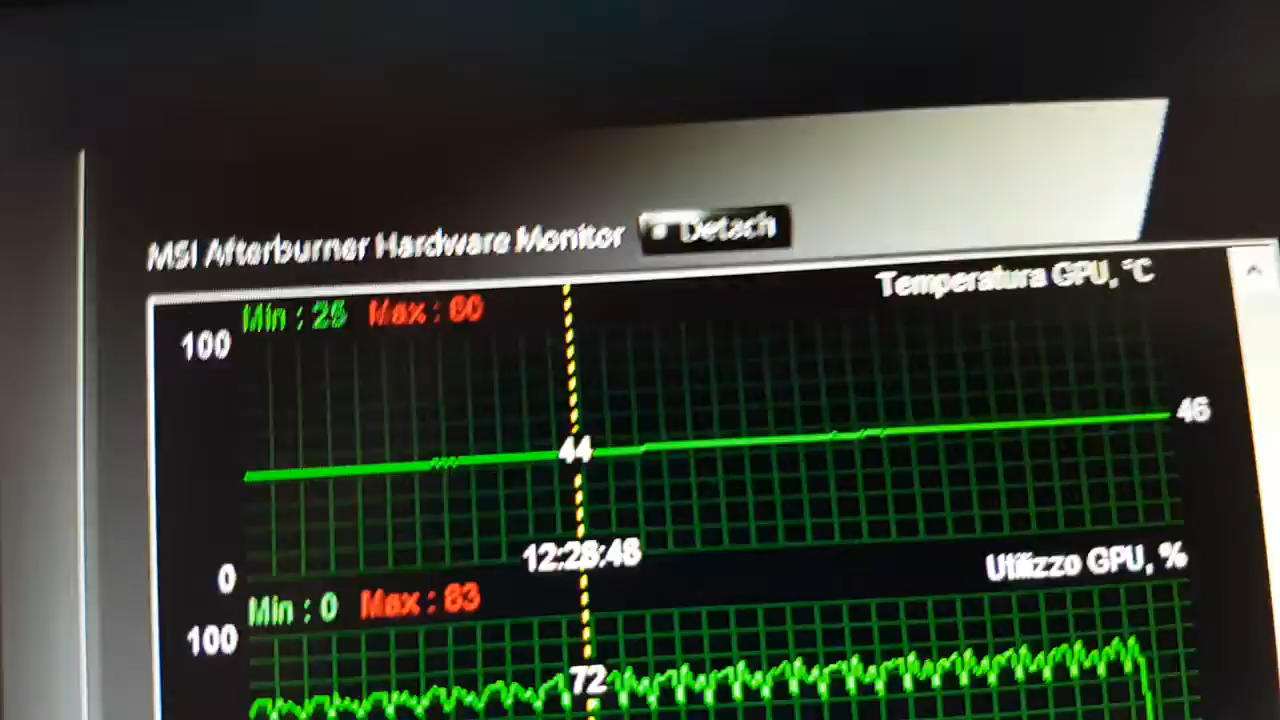 MSI Afterburner Hardware Monitor Detach
Temperatura GPU, °C
Min : 25 Max : 60
100
46
44
12:28:48
0
Utilizzo GPU, %
Min : 0 Max : 83
100
72